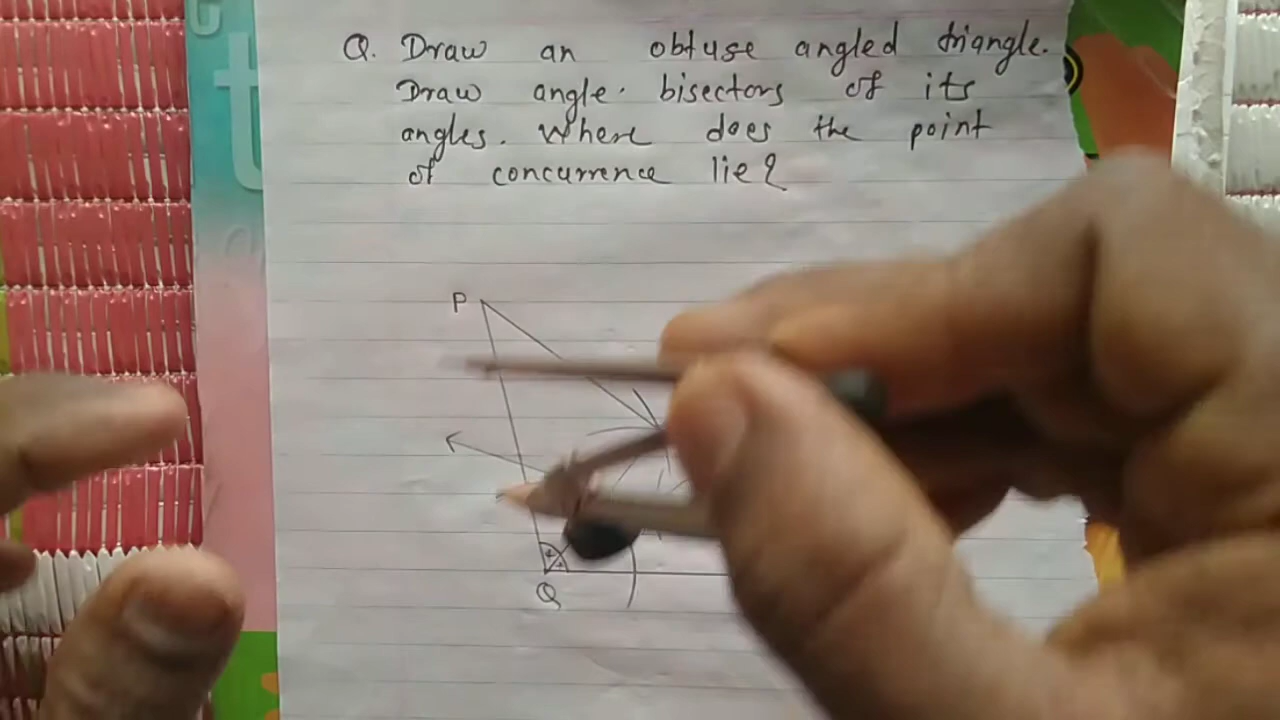 Q. Draw an obtuse angled triangle.
Draw angle bisectors of its
angles. Where does the point
of concurrence lie?
P
Q